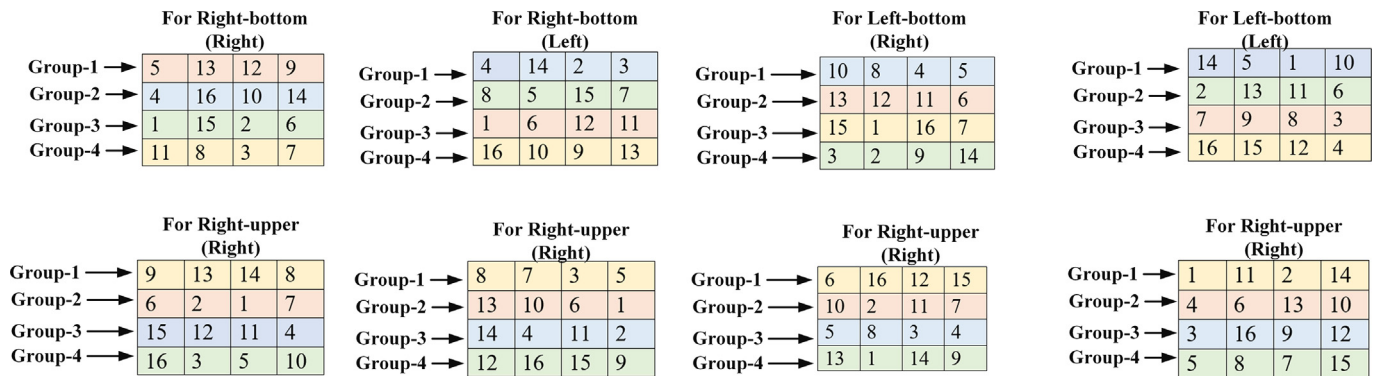 For Right-bottom
(Right)
Group-1 5 13 12 9
Group-2 4 16 10 14
Group-3 1 15 2 6
Group-4 11 8 3 7
For Right-bottom
(Left)
Group-1 4 14 2 3
Group-2 8 5 15 7
Group-3 1 6 12 11
Group-4 16 10 9 13
For Left-bottom
(Right)
Group-1 10 8 4 5
Group-2 13 12 11 6
Group-3 15 1 16 7
Group-4 3 2 9 14
For Left-bottom
(Left)
Group-1 14 5 1 10
Group-2 2 13 11 6
Group-3 7 9 8 3
Group-4 16 15 12 4
For Right-upper
(Right)
Group-1 9 13 14 8
Group-2 6 2 1 7
Group-3 15 12 11 4
Group-4 16 3 5 10
For Right-upper
(Right)
Group-1 8 7 3 5
Group-2 13 10 6 1
Group-3 14 4 11 2
Group-4 12 16 15 9
For Right-upper
(Right)
Group-1 6 16 12 15
Group-2 10 2 11 7
Group-3 5 8 3 4
Group-4 13 1 14 9
For Right-upper
(Right)
Group-1 1 11 2 14
Group-2 4 6 13 10
Group-3 3 16 9 12
Group-4 5 8 7 15